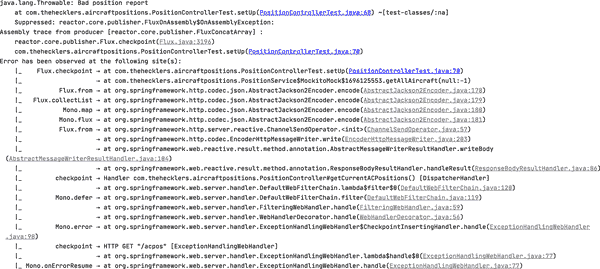 java.lang.Throwable: Bad position report
at com.thehecklers.aircraftpositions.PositionControllerTest.setUp(PositionControllerTest.java:68) ~[test-classes/:na]
Suppressed: reactor.core.publisher.FluxOnAssembly$OnAssemblyException:
Assembly trace from producer [reactor.core.publisher.FluxConcatArray] :
reactor.core.publisher.Flux.checkpoint(Flux.java:3196)
com.thehecklers.aircraftpositions.PositionControllerTest.setUp(PositionControllerTest.java:70)
Error has been observed at the following site(s):
|_ Flux.checkpoint → at com.thehecklers.aircraftpositions.PositionControllerTest.setUp(PositionControllerTest.java:70)
|_ → at com.thehecklers.aircraftpositions.PositionService$MockitoMock$1696125553.getAllAircraft(null:-1)
|_ Flux.from → at org.springframework.http.codec.json.AbstractJackson2Encoder.encode(AbstractJackson2Encoder.java:178)
|_ Flux.collectList → at org.springframework.http.codec.json.AbstractJackson2Encoder.encode(AbstractJackson2Encoder.java:179)
|_ Mono.map → at org.springframework.http.codec.json.AbstractJackson2Encoder.encode(AbstractJackson2Encoder.java:180)
|_ Mono.flux → at org.springframework.http.codec.json.AbstractJackson2Encoder.encode(AbstractJackson2Encoder.java:181)
|_ Flux.from → at org.springframework.http.server.reactive.ChannelSendOperator.<init>(ChannelSendOperator.java:57)
|_ → at org.springframework.http.codec.EncoderHttpMessageWriter.write(EncoderHttpMessageWriter.java:203)
|_ → at org.springframework.web.reactive.result.method.annotation.AbstractMessageWriterResultHandler.writeBody
(AbstractMessageWriterResultHandler.java:104)
|_ → at org.springframework.web.reactive.result.method.annotation.ResponseBodyResultHandler.handleResult(ResponseBodyResultHandler.java:86)
|_ checkpoint → Handler com.thehecklers.aircraftpositions.PositionController#getCurrentACPositions() [DispatcherHandler]
|_ → at org.springframework.web.server.handler.DefaultWebFilterChain.lambda$filter$0(DefaultWebFilterChain.java:120)
|_ Mono.defer → at org.springframework.web.server.handler.DefaultWebFilterChain.filter(DefaultWebFilterChain.java:119)
|_ → at org.springframework.web.server.handler.FilteringWebHandler.handle(FilteringWebHandler.java:59)
|_ → at org.springframework.web.server.handler.WebHandlerDecorator.handle(WebHandlerDecorator.java:56)
|_ Mono.error → at org.springframework.web.server.handler.ExceptionHandlingWebHandler$CheckpointInsertingHandler.handle(ExceptionHandlingWebHandler
.java:98)
|_ checkpoint → HTTP GET "/acpos" [ExceptionHandlingWebHandler]
|_ → at org.springframework.web.server.handler.ExceptionHandlingWebHandler.lambda$handle$0(ExceptionHandlingWebHandler.java:77)
|_ Mono.onErrorResume → at org.springframework.web.server.handler.ExceptionHandlingWebHandler.handle(ExceptionHandlingWebHandler.java:77)